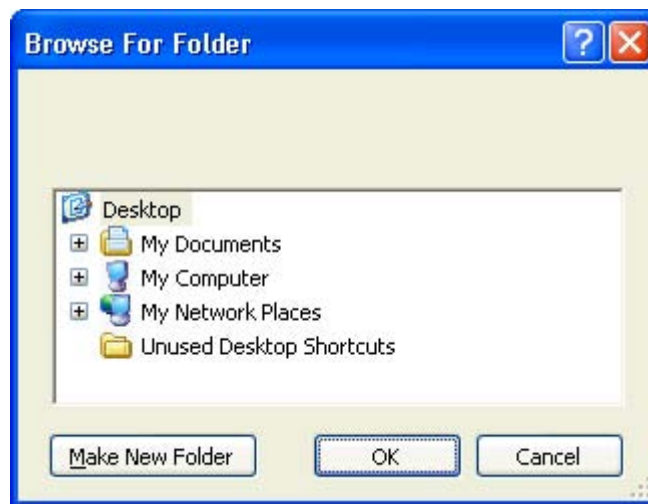 Browse For Folder
Desktop
My Documents
My Computer
My Network Places
Unused Desktop Shortcuts
Make New Folder OK Cancel